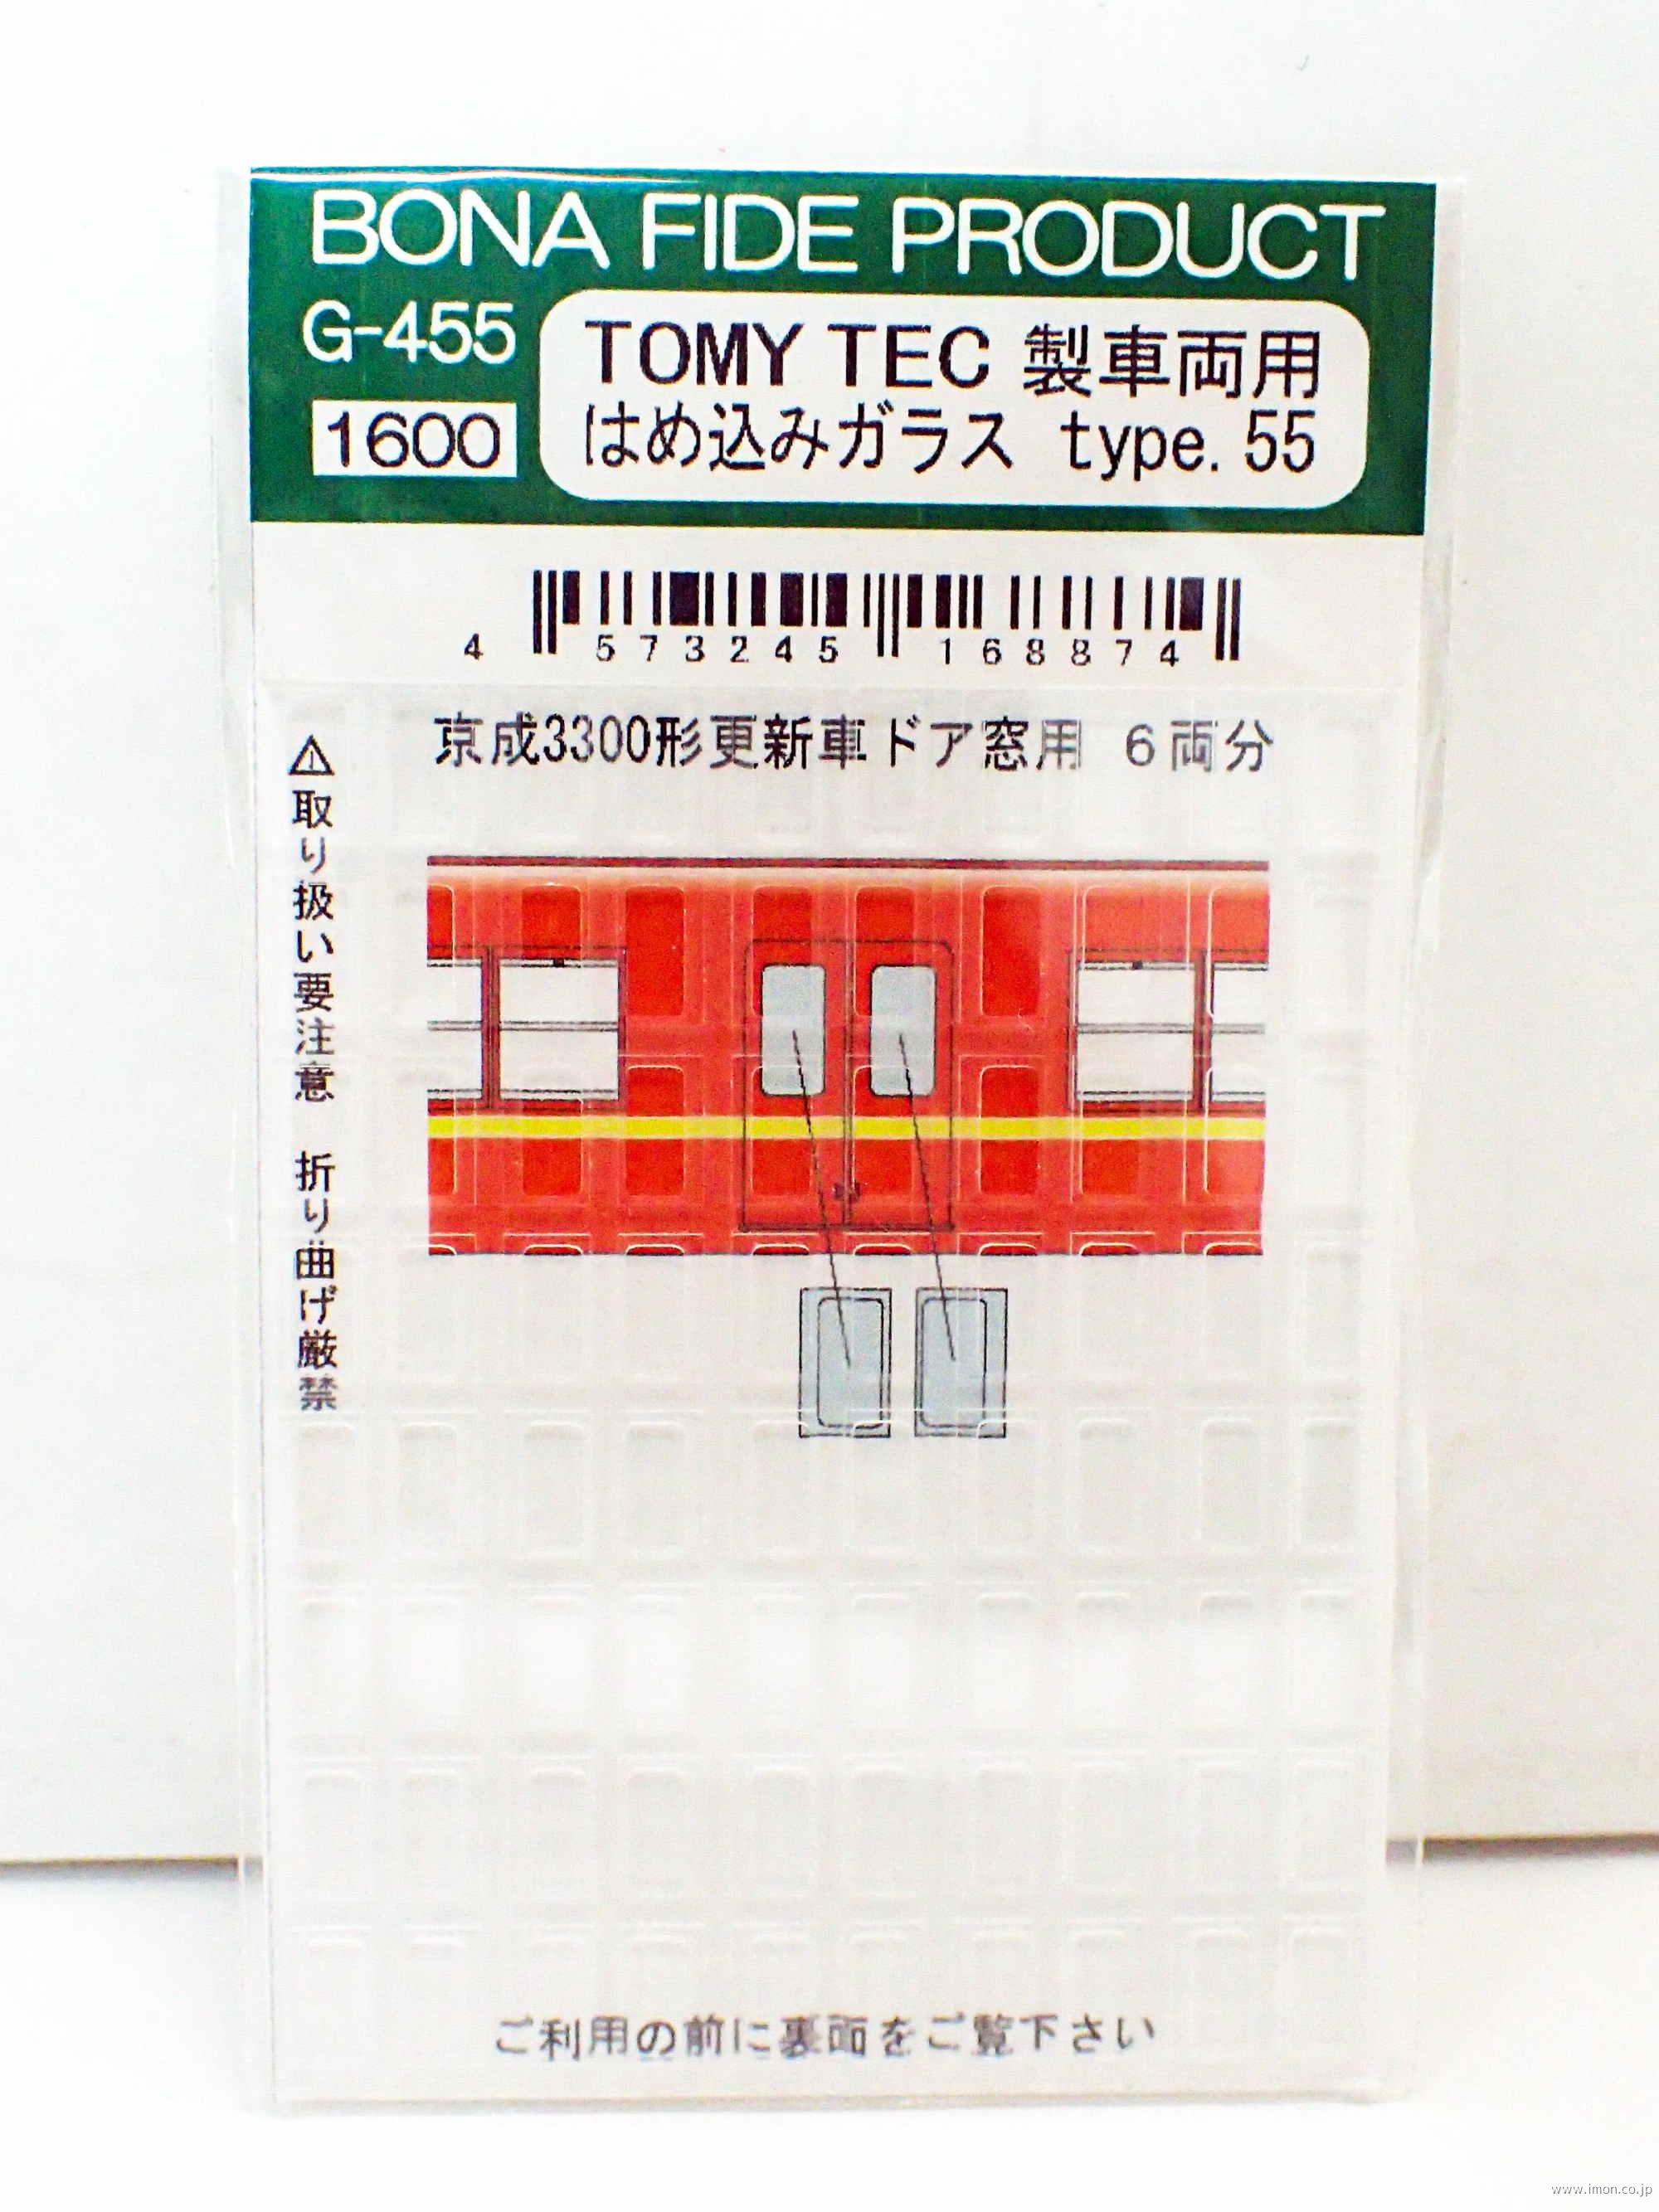 BONA FIDE PRODUCT
G-455
1600
TOMY TEC 製車両用
はめ込みガラス type.55
4 573245 168874
京成3300形更新車ドア窓用 6両分
⚠取り扱い要注意 折り曲げ厳禁
ご利用の前に裏面をご覧下さい
www.imon.co.jp